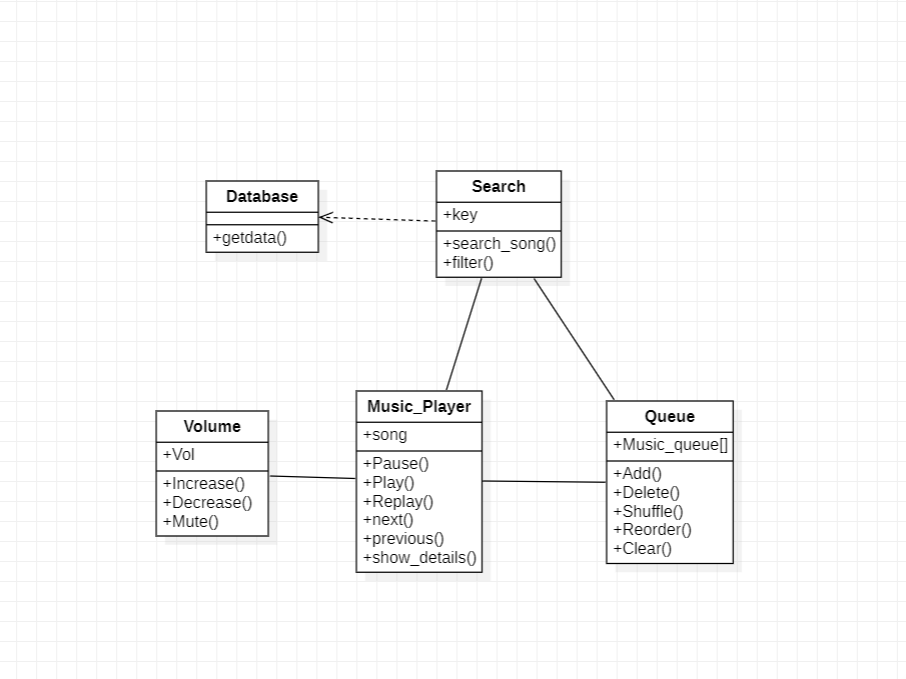 Database
+getdata()
Search
+key
+search_song()
+filter()
Volume
+Vol
+Increase()
+Decrease()
+Mute()
Music_Player
+song
+Pause()
+Play()
+Replay()
+next()
+previous()
+show_details()
Queue
+Music_queue[]
+Add()
+Delete()
+Shuffle()
+Reorder()
+Clear()